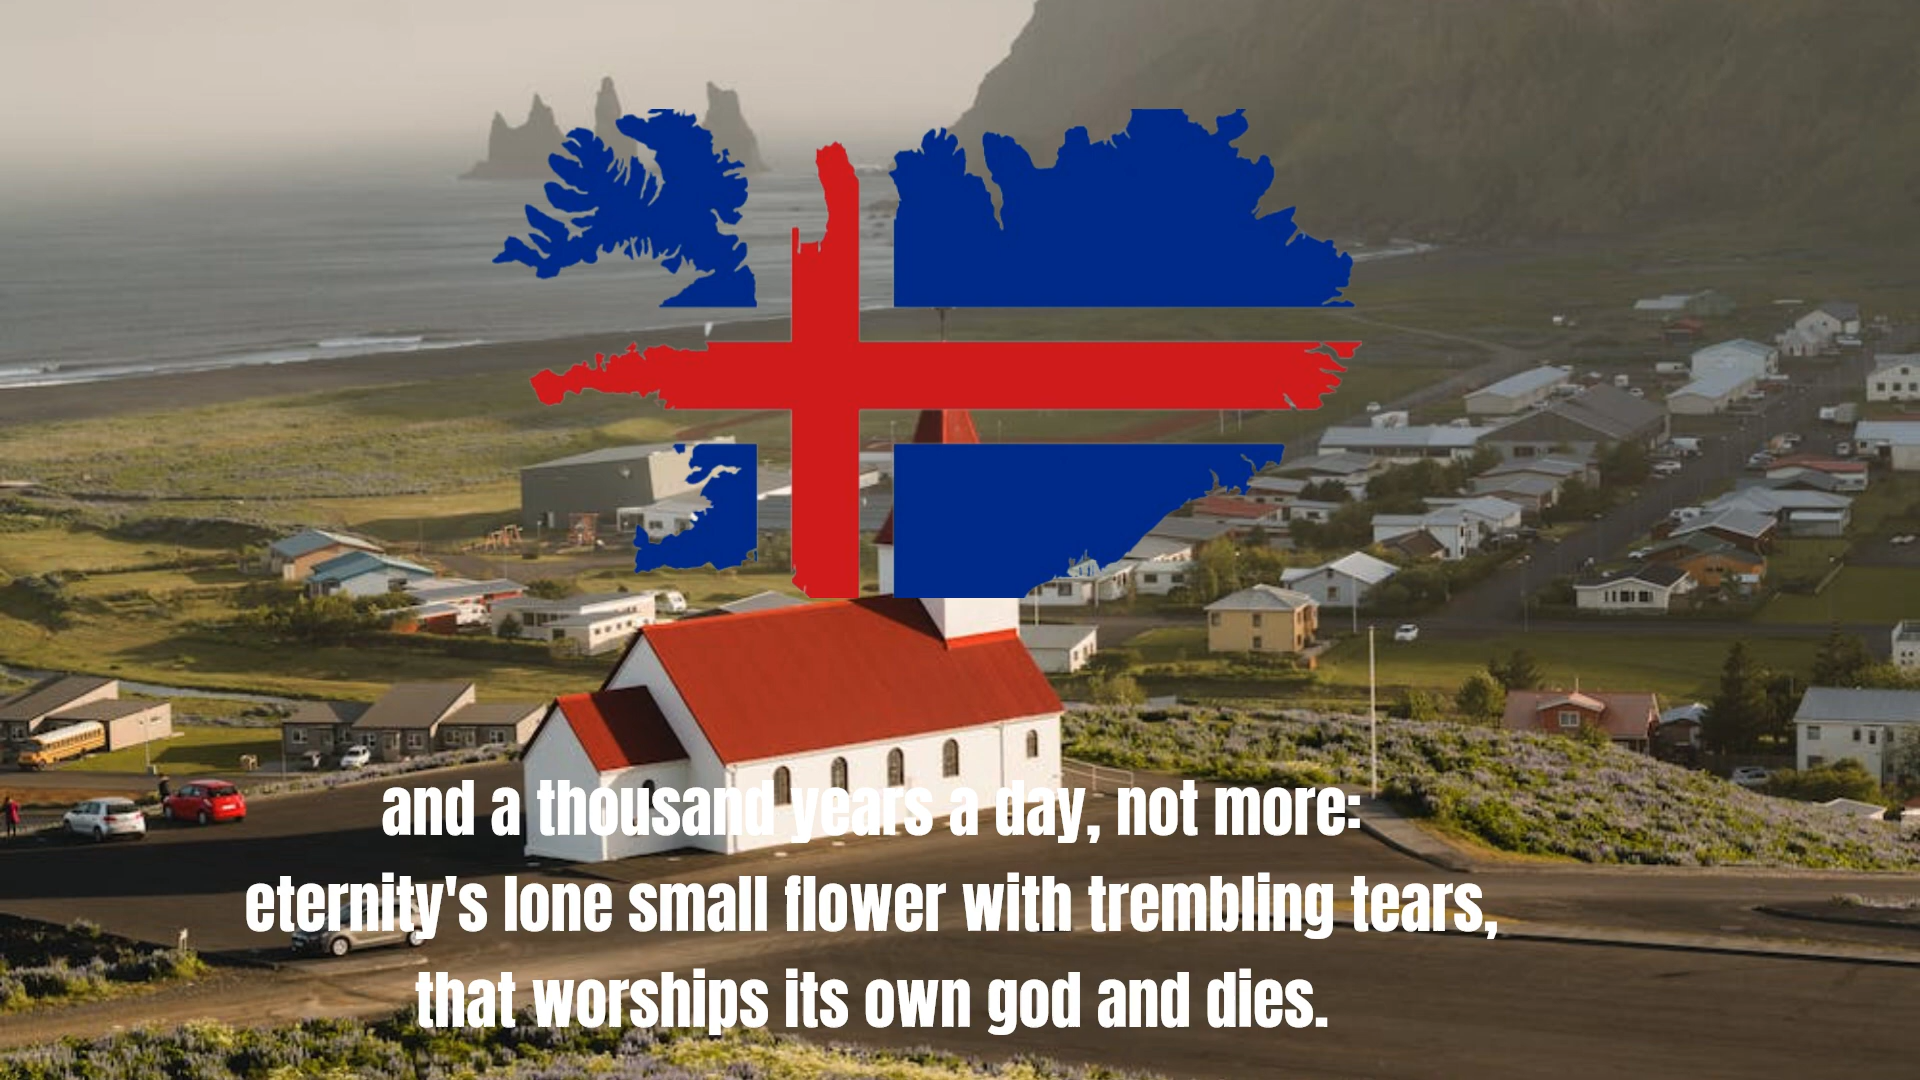 and a thousand years a day, not more:
eternity's lone small flower with trembling tears,
that worships its own god and dies.